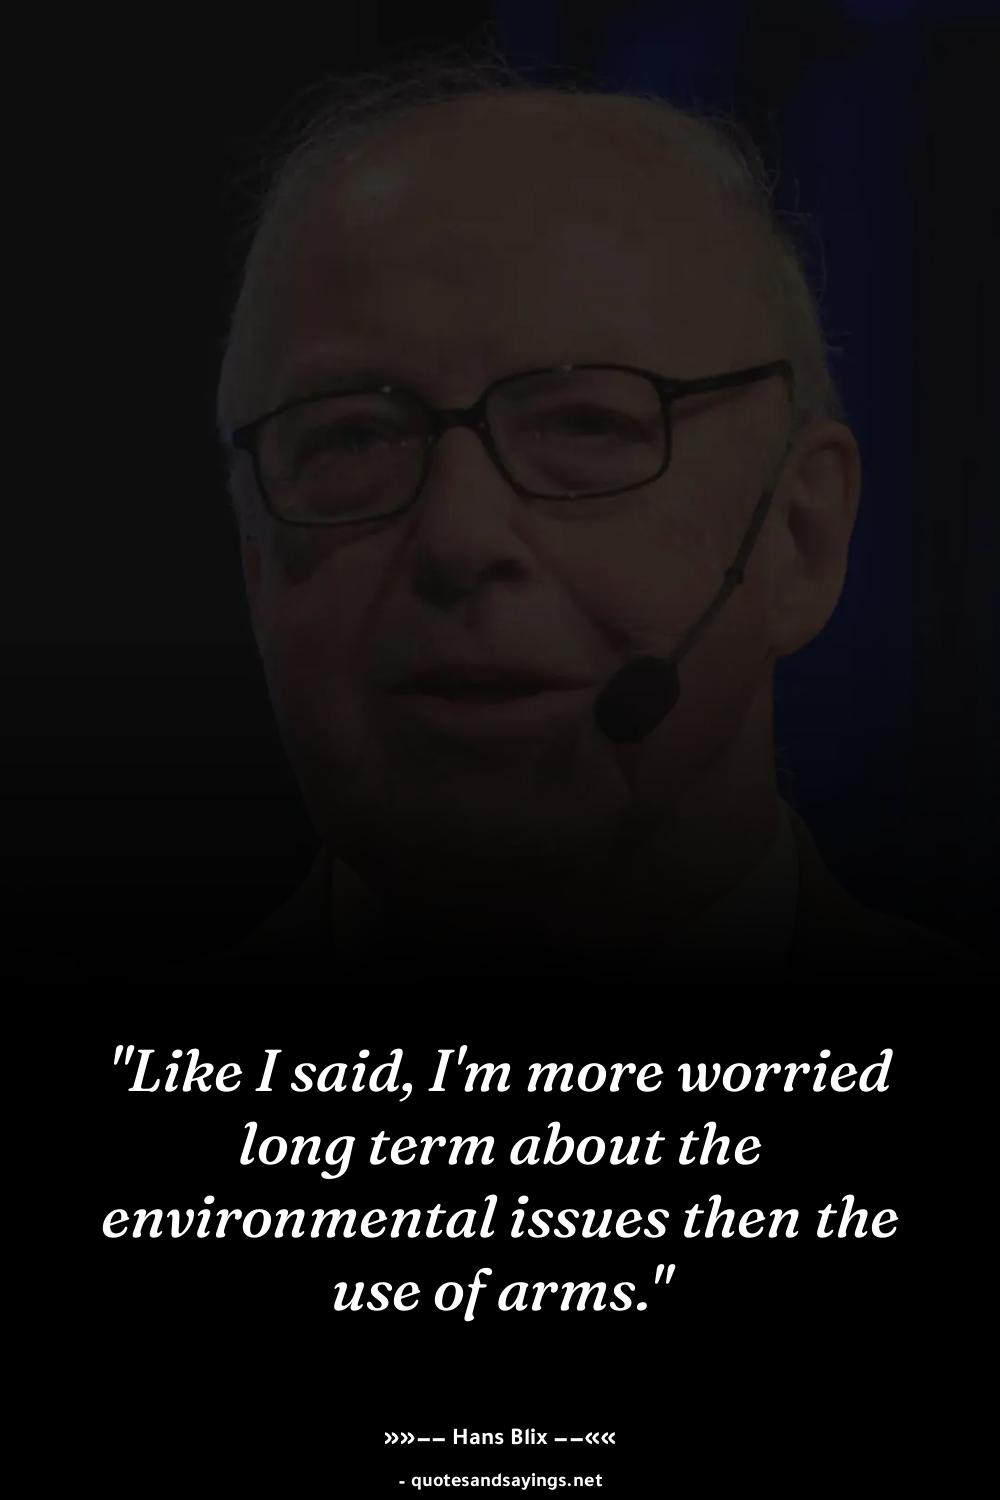 "Like I said, I'm more worried
long term about the
environmental issues then the
use of arms."
»»−− Hans Blix −−««
- quotesandsayings.net